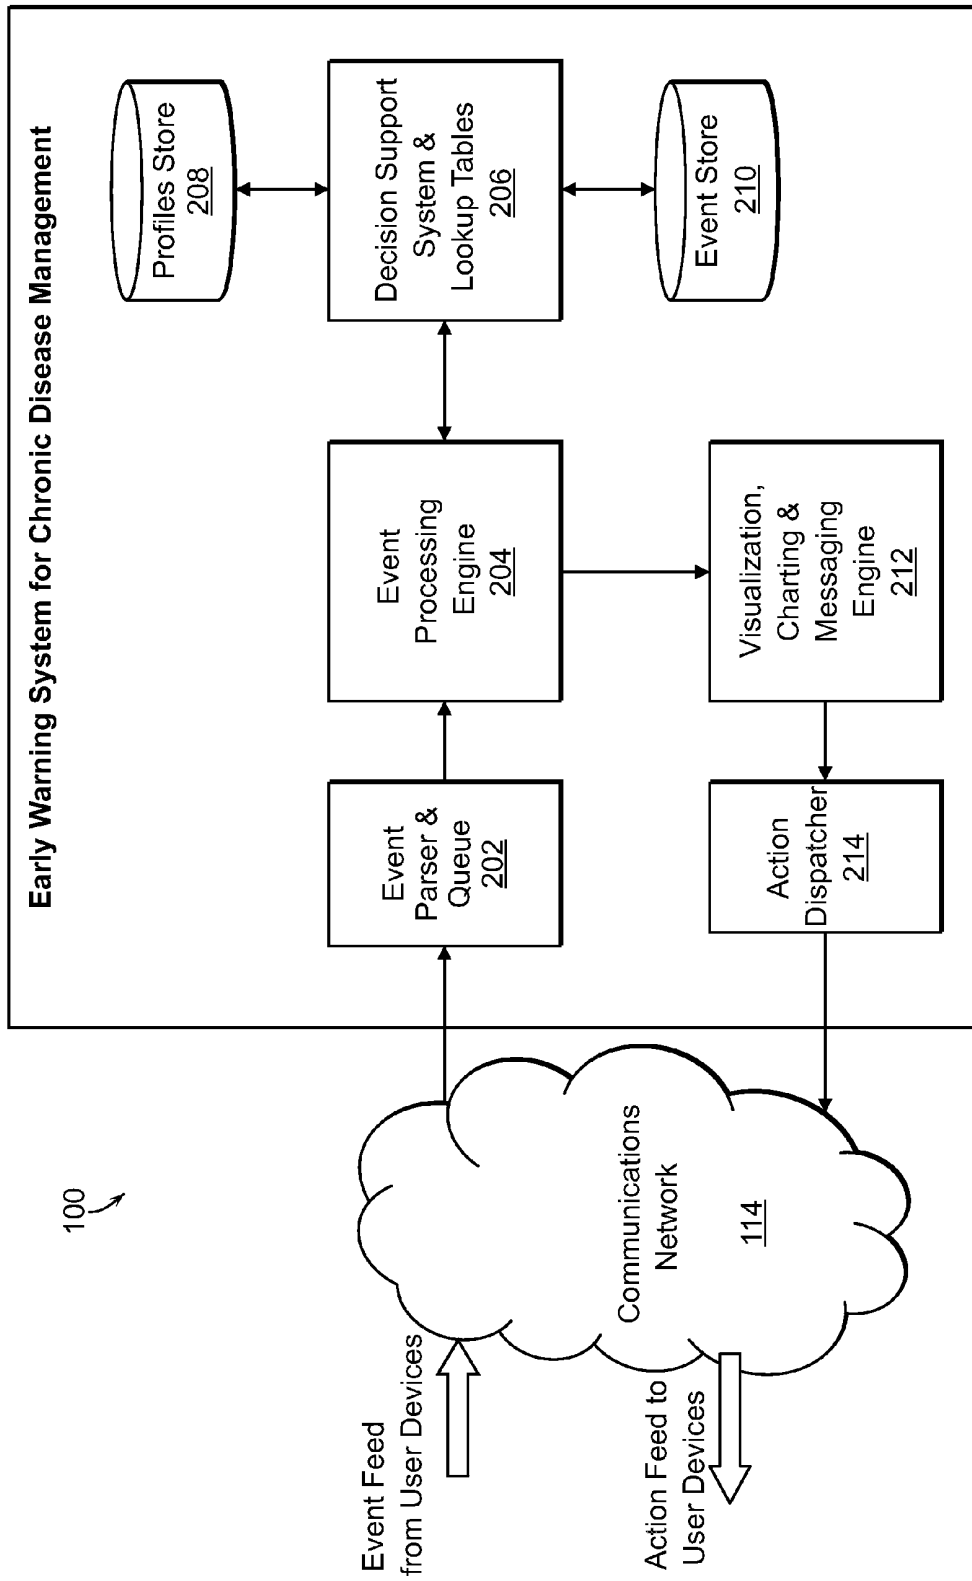 Early Warning System for Chronic Disease Management
100
Event Feed
from User Devices
Action Feed to
User Devices
Communications
Network
114
Event
Parser &
Queue
202
Event
Processing
Engine
204
Decision Support
System &
Lookup Tables
206
Profiles Store
208
Event Store
210
Visualization,
Charting &
Messaging
Engine
212
Action
Dispatcher
214